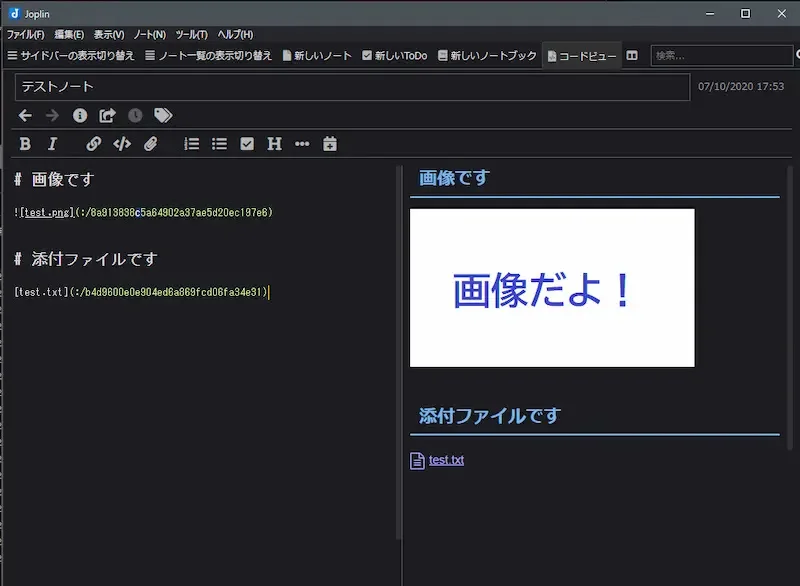 Joplin
ファイル(F) 編集(E) 表示(V) ノート(N) ツール(T) ヘルプ(H)
サイドバーの表示切り替え ノート一覧の表示切り替え 新しいノート 新しいToDo 新しいノートブック コードビュー 検索...
テストノート 07/10/2020 17:53
B I H
# 画像です
![test.png](:/8a913838c5a64902a37ae5d20ec197e6)
# 添付ファイルです
[test.txt](:/b4d9600e0e904ed6a869fcd06fa34e31)
画像です
画像だよ！
添付ファイルです
test.txt